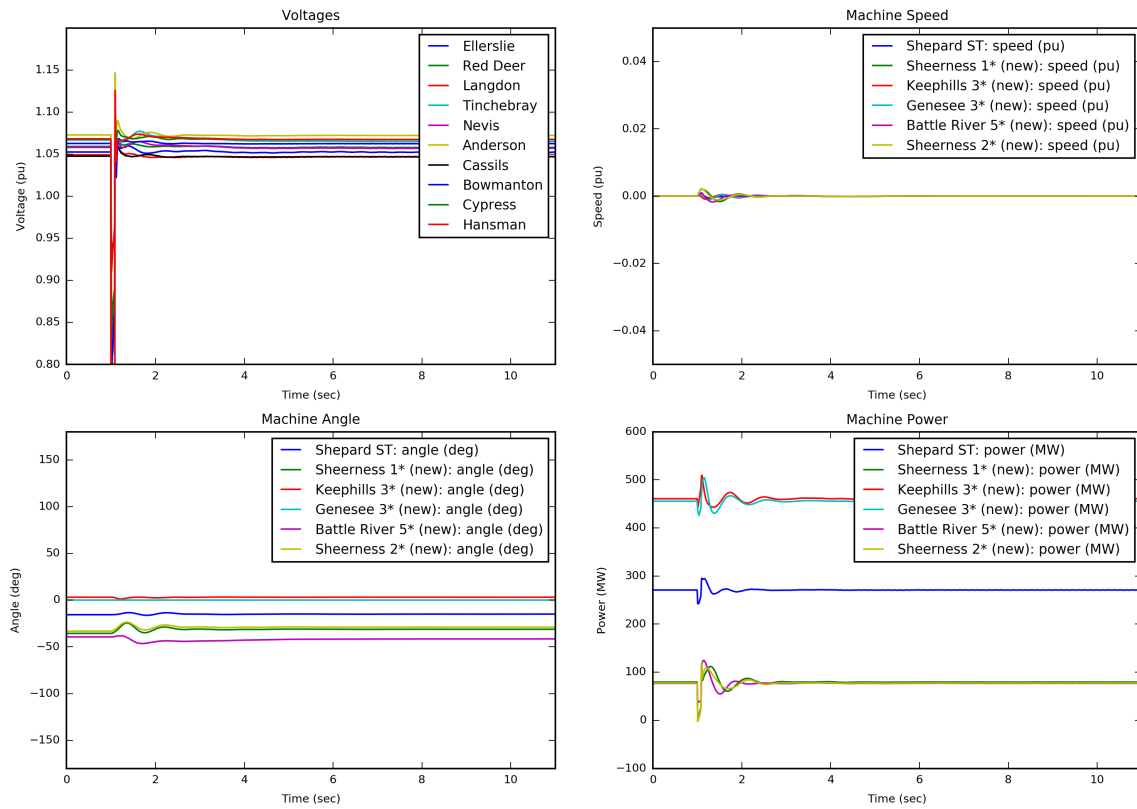 Voltages
1.15
1.10
1.05
1.00
0.95
0.90
0.85
0.80
Voltage (pu)
0
2
4
6
8
10
Time (sec)
Ellerslie
Red Deer
Langdon
Tinchebray
Nevis
Anderson
Cassils
Bowmanton
Cypress
Hansman
Machine Speed
0.04
0.02
0.00
−0.02
−0.04
Speed (pu)
0
2
4
6
8
10
Time (sec)
Shepard ST: speed (pu)
Sheerness 1* (new): speed (pu)
Keephills 3* (new): speed (pu)
Genesee 3* (new): speed (pu)
Battle River 5* (new): speed (pu)
Sheerness 2* (new): speed (pu)
Machine Angle
150
100
50
0
−50
−100
−150
Angle (deg)
0
2
4
6
8
10
Time (sec)
Shepard ST: angle (deg)
Sheerness 1* (new): angle (deg)
Keephills 3* (new): angle (deg)
Genesee 3* (new): angle (deg)
Battle River 5* (new): angle (deg)
Sheerness 2* (new): angle (deg)
Machine Power
600
500
400
300
200
100
0
−100
Power (MW)
0
2
4
6
8
10
Time (sec)
Shepard ST: power (MW)
Sheerness 1* (new): power (MW)
Keephills 3* (new): power (MW)
Genesee 3* (new): power (MW)
Battle River 5* (new): power (MW)
Sheerness 2* (new): power (MW)